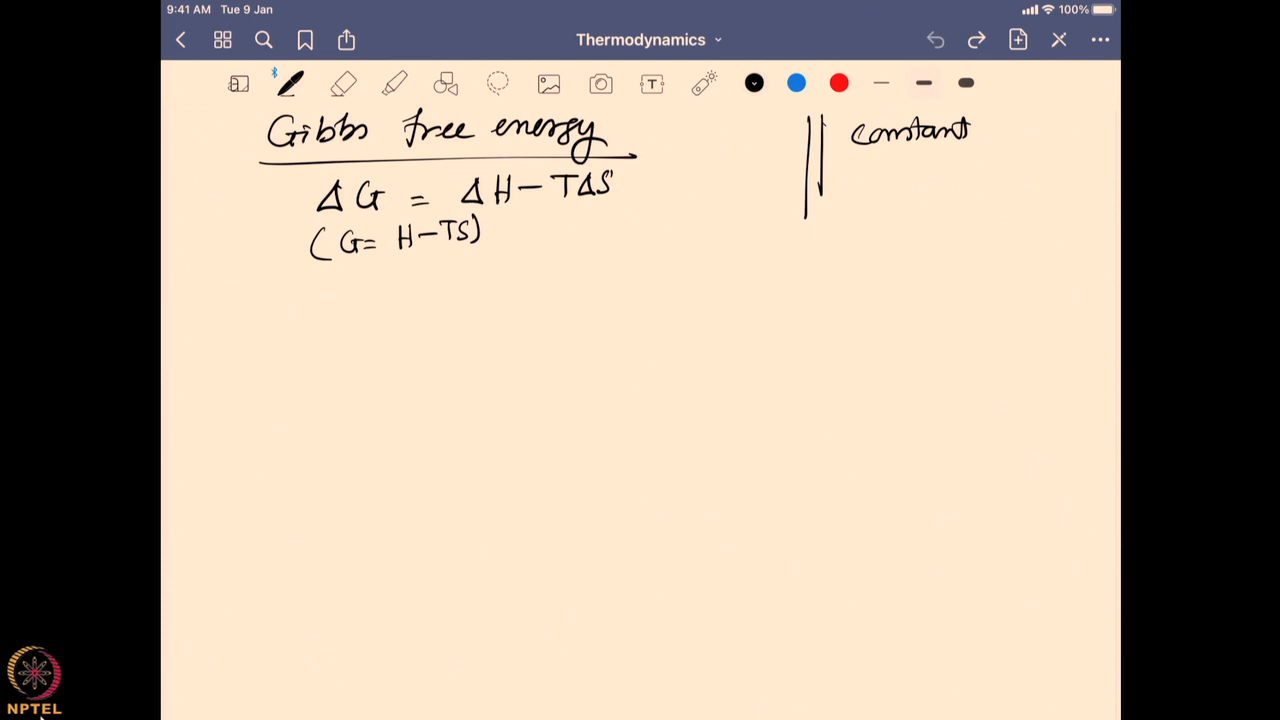 9:41 AM Tue 9 Jan
100%
Thermodynamics
T
Gibbs free energy
constant
ΔG = ΔH-TΔS
(G= H-TS)
NPTEL